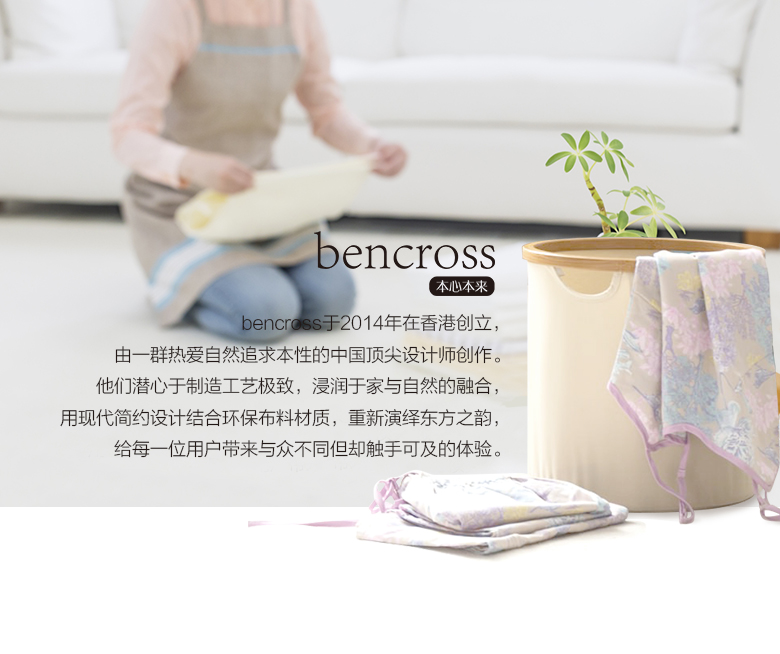 bencross
本心本来
bencross于2014年在香港创立，
由一群热爱自然追求本性的中国顶尖设计师创作。
他们潜心于制造工艺极致，浸润于家与自然的融合，
用现代简约设计结合环保布料材质，重新演绎东方之韵，
给每一位用户带来与众不同但却触手可及的体验。